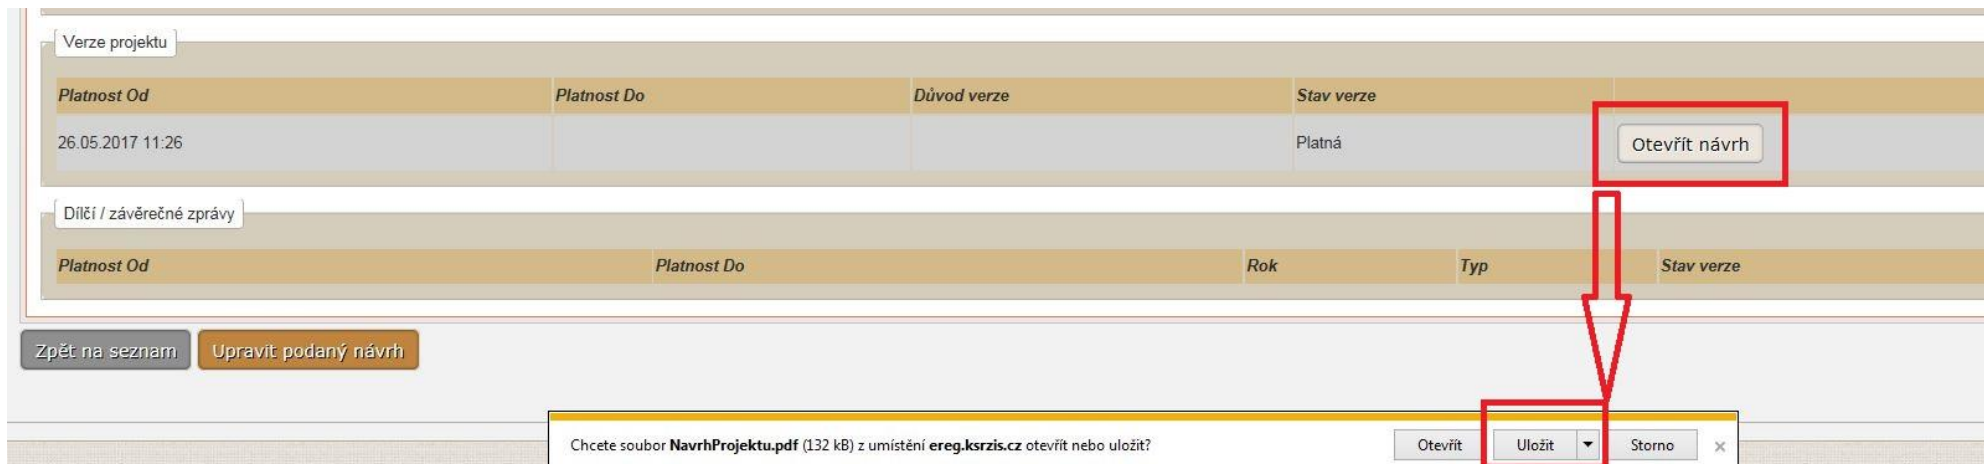 Verze projektu
Platnost Od Platnost Do Důvod verze Stav verze
26.05.2017 11:26 Platná Otevřít návrh
Dílčí / závěrečné zprávy
Platnost Od Platnost Do Rok Typ Stav verze
Zpět na seznam Upravit podaný návrh
Chcete soubor NavrhProjektu.pdf (132 kB) z umístění ereg.ksrzis.cz otevřít nebo uložit? Otevřít Uložit Storno